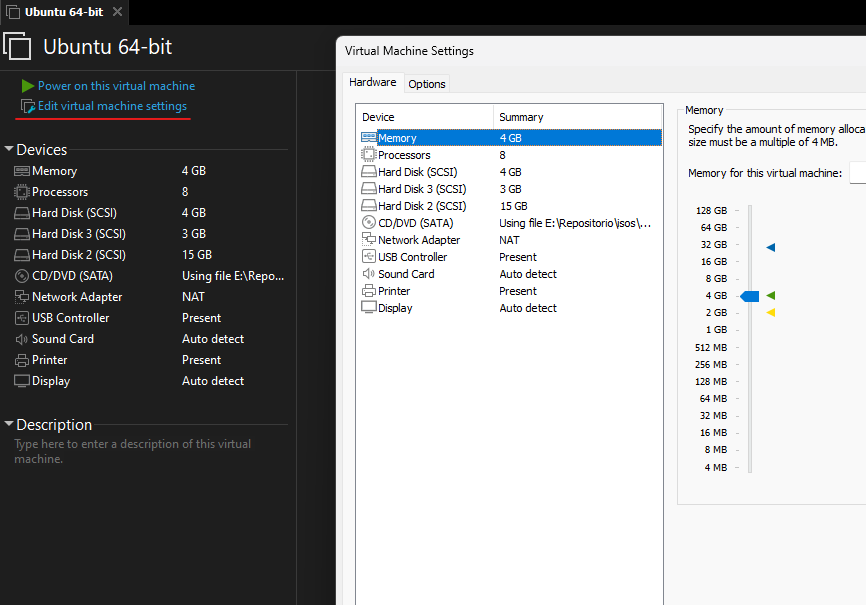 Ubuntu 64-bit
Ubuntu 64-bit
Power on this virtual machine
Edit virtual machine settings
Devices
Memory 4 GB
Processors 8
Hard Disk (SCSI) 4 GB
Hard Disk 3 (SCSI) 3 GB
Hard Disk 2 (SCSI) 15 GB
CD/DVD (SATA) Using file E:\Repo...
Network Adapter NAT
USB Controller Present
Sound Card Auto detect
Printer Present
Display Auto detect
Description
Type here to enter a description of this virtual
machine.
Virtual Machine Settings
Hardware Options
Device Summary
Memory 4 GB
Processors 8
Hard Disk (SCSI) 4 GB
Hard Disk 3 (SCSI) 3 GB
Hard Disk 2 (SCSI) 15 GB
CD/DVD (SATA) Using file E:\Repositorio\isos\...
Network Adapter NAT
USB Controller Present
Sound Card Auto detect
Printer Present
Display Auto detect
Memory
Specify the amount of memory alloca
size must be a multiple of 4 MB.
Memory for this virtual machine:
128 GB
64 GB
32 GB
16 GB
8 GB
4 GB
2 GB
1 GB
512 MB
256 MB
128 MB
64 MB
32 MB
16 MB
8 MB
4 MB